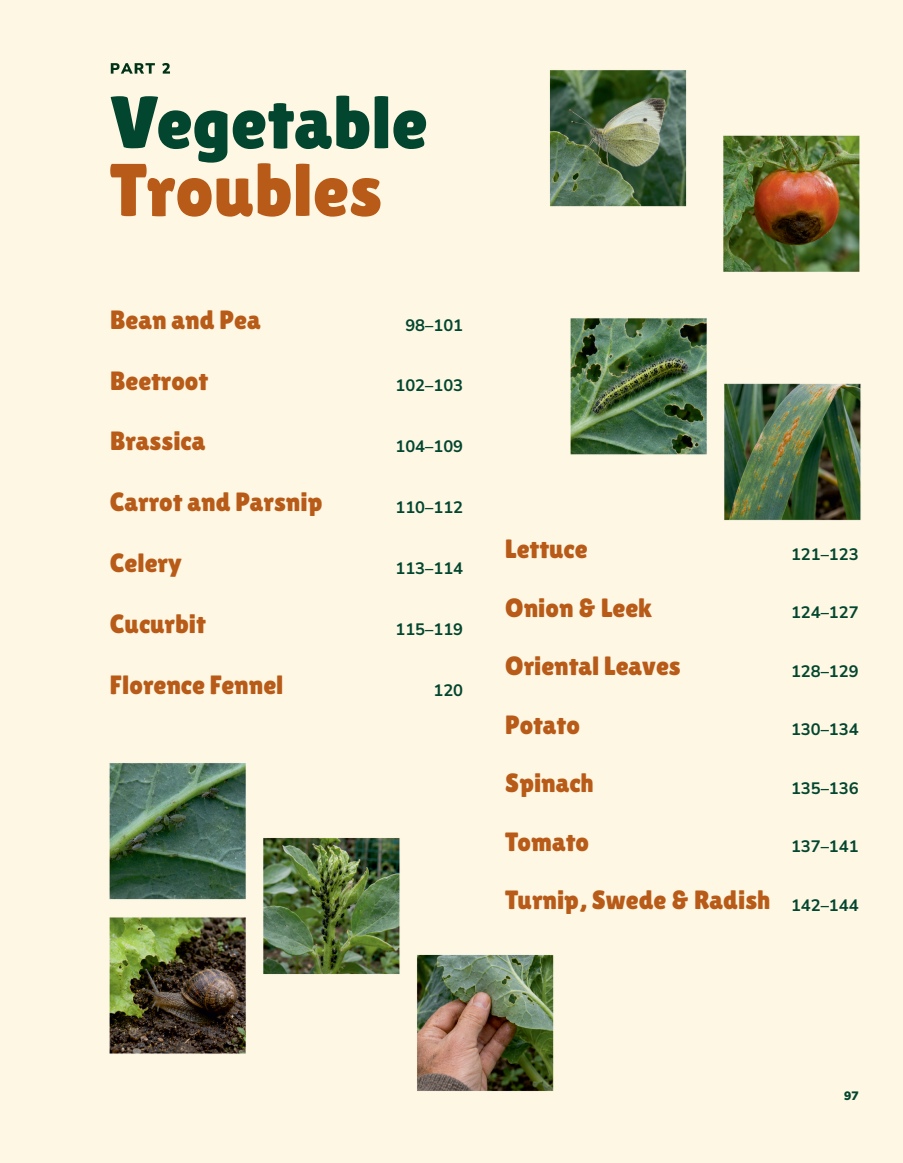 PART 2
Vegetable
Troubles
Bean and Pea 98–101
Beetroot 102–103
Brassica 104–109
Carrot and Parsnip 110–112
Celery 113–114
Cucurbit 115–119
Florence Fennel 120
Lettuce 121–123
Onion & Leek 124–127
Oriental Leaves 128–129
Potato 130–134
Spinach 135–136
Tomato 137–141
Turnip, Swede & Radish 142–144
97